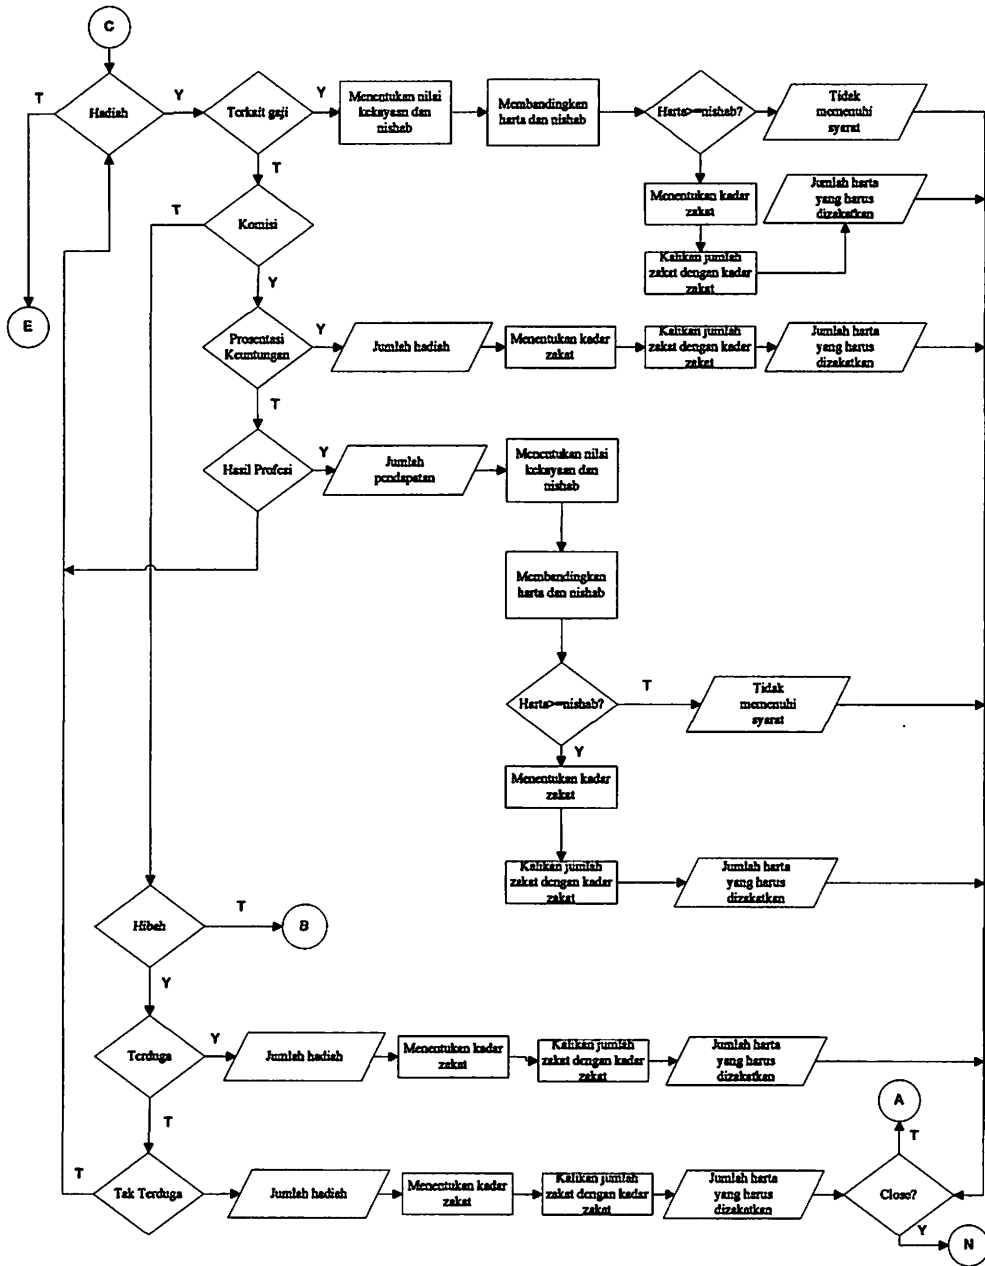 C
T
Hadiah
Y
Terkait gaji
Y
Menentukan nilai
kekayaan dan
nishab
Membandingkan
harta dan nishab
Harta>=nishab?
Tidak
memenuhi
syarat
T
Menentukan kadar
zakat
Jumlah harta
yang harus
dizakatkan
T
Komisi
Kalikan jumlah
zakat dengan kadar
zakat
Y
E
Prosentasi
Keuntungan
Y
Jumlah hadiah
Menentukan kadar
zakat
Kalikan jumlah
zakat dengan kadar
zakat
Jumlah harta
yang harus
dizakatkan
T
Hasil Profesi
Y
Jumlah
pendapatan
Menentukan nilai
kekayaan dan
nishab
Membandingkan
harta dan nishab
Harta>=nishab?
T
Tidak
memenuhi
syarat
Y
Menentukan kadar
zakat
Kalikan jumlah
zakat dengan kadar
zakat
Jumlah harta
yang harus
dizakatkan
Hibah
T
B
Y
Terduga
Y
Jumlah hadiah
Menentukan kadar
zakat
Kalikan jumlah
zakat dengan kadar
zakat
Jumlah harta
yang harus
dizakatkan
A
T
T
T
Tak Terduga
Jumlah hadiah
Menentukan kadar
zakat
Kalikan jumlah
zakat dengan kadar
zakat
Jumlah harta
yang harus
dizakatkan
Close?
Y
N